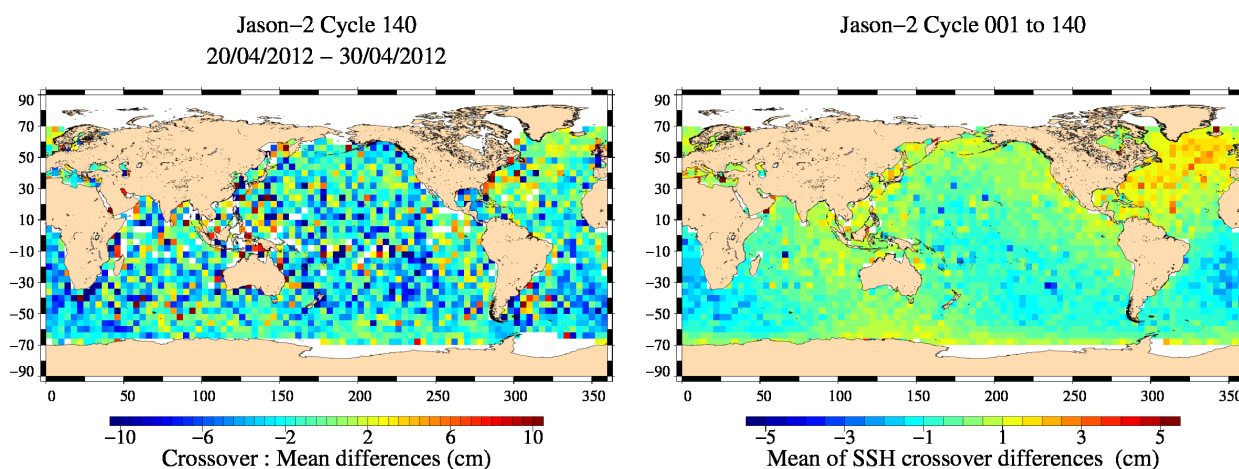 Jason−2 Cycle 140
20/04/2012 − 30/04/2012
90
70
50
30
10
−10
−30
−50
−70
−90
0 50 100 150 200 250 300 350
−10 −6 −2 2 6 10
Crossover : Mean differences (cm)
Jason−2 Cycle 001 to 140
90
70
50
30
10
−10
−30
−50
−70
−90
0 50 100 150 200 250 300 350
−5 −3 −1 1 3 5
Mean of SSH crossover differences (cm)